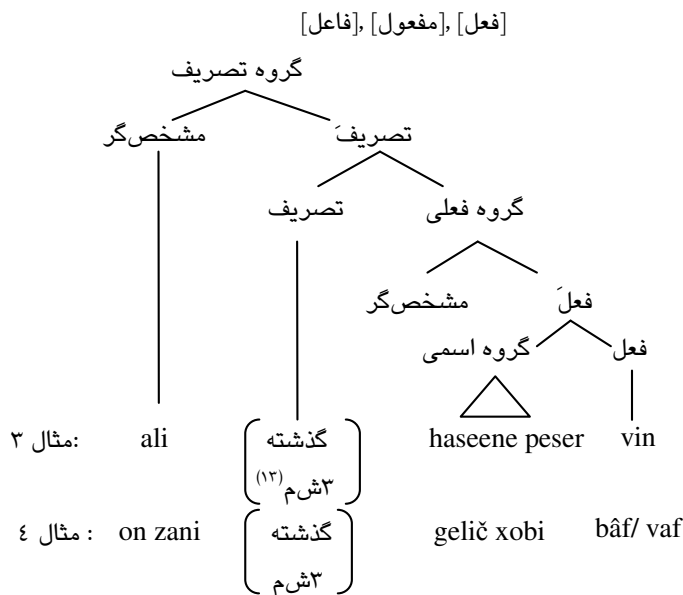 [فعل], [مفعول], [فاعل]
گروه تصریف
مشخص‌گر تصریفَ
تصریف گروه فعلی
مشخص‌گر فعلَ
گروه اسمی فعل
مثال ۳: ali گذشته haseene peser vin
۳ش‌م(۱۳)
مثال ٤: on zani گذشته gelič xobi bâf/ vaf
۳ش‌م